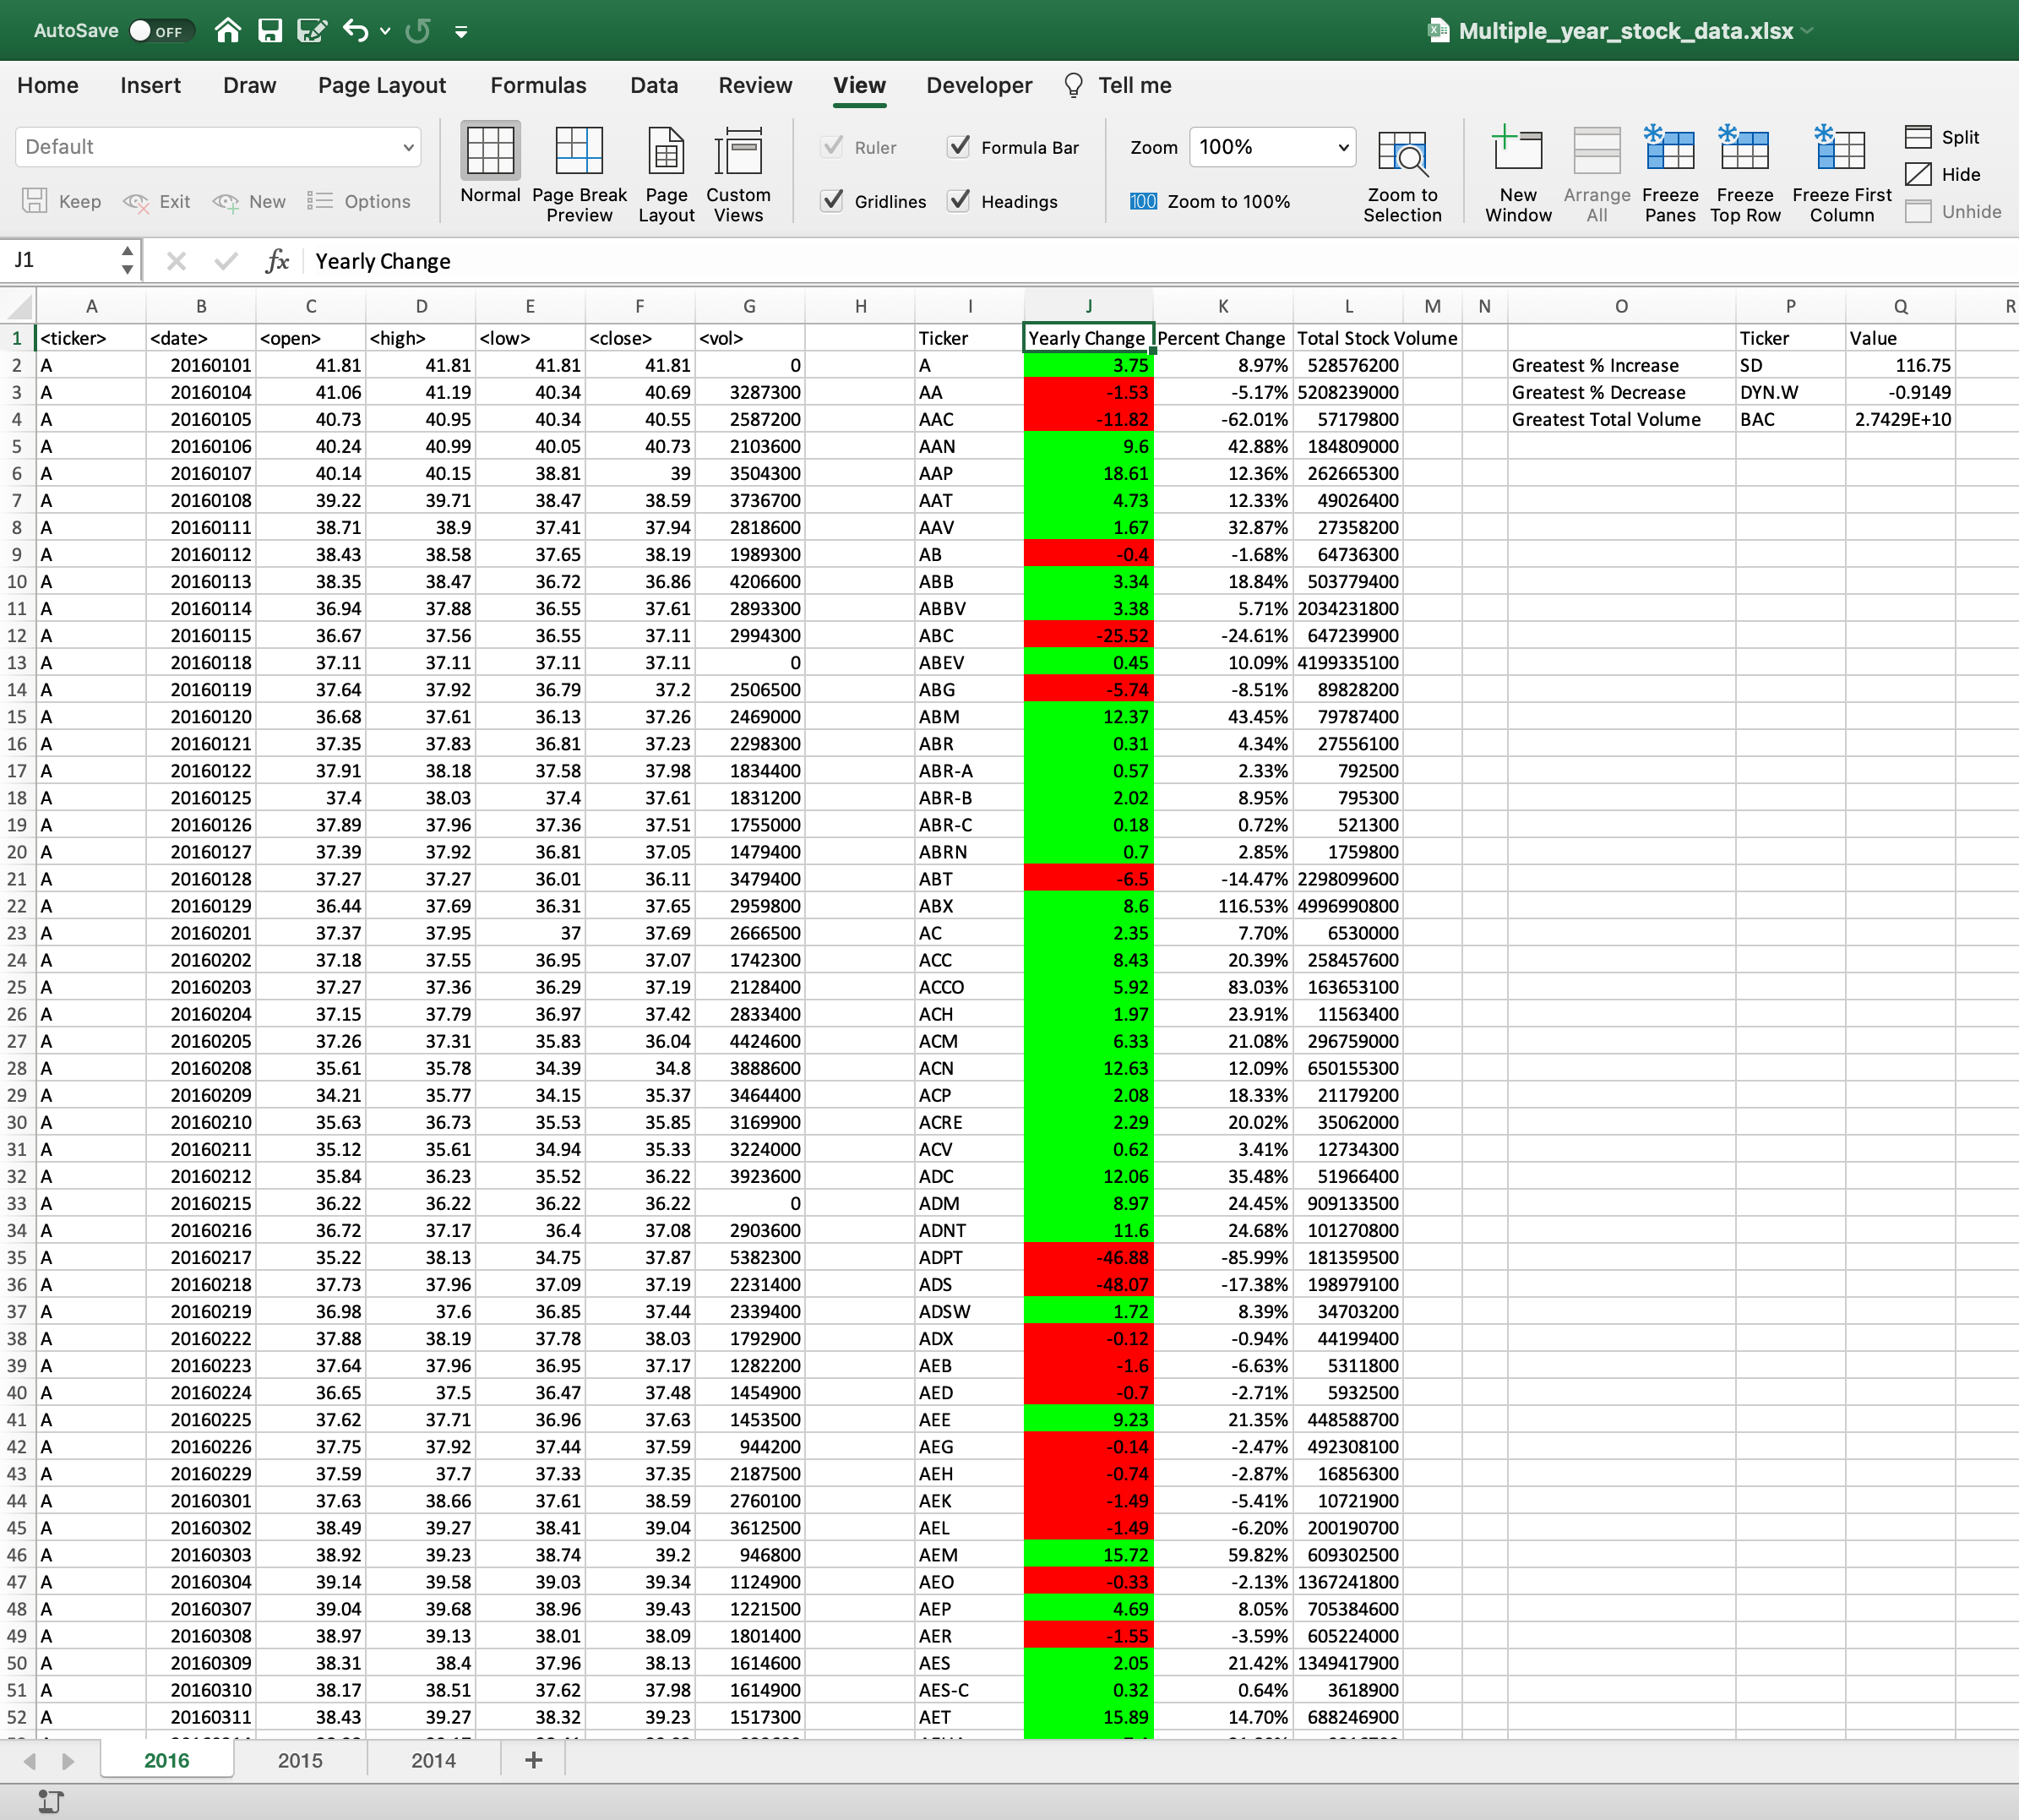 AutoSave OFF Multiple_year_stock_data.xlsx
Home Insert Draw Page Layout Formulas Data Review View Developer Tell me
Default Ruler Formula Bar Zoom 100% Split
Hide
Keep Exit New Options Normal Page Break Preview Page Layout Custom Views Gridlines Headings 100 Zoom to 100% Zoom to Selection New Window Arrange All Freeze Panes Freeze Top Row Freeze First Column Unhide
J1 fx Yearly Change
A B C D E F G H I J K L M N O P Q R
1 <ticker> <date> <open> <high> <low> <close> <vol> Ticker Yearly Change Percent Change Total Stock Volume Ticker Value
2 A 20160101 41.81 41.81 41.81 41.81 0 A 3.75 8.97% 528576200 Greatest % Increase SD 116.75
3 A 20160104 41.06 41.19 40.34 40.69 3287300 AA -1.53 -5.17% 5208239000 Greatest % Decrease DYN.W -0.9149
4 A 20160105 40.73 40.95 40.34 40.55 2587200 AAC -11.82 -62.01% 57179800 Greatest Total Volume BAC 2.7429E+10
5 A 20160106 40.24 40.99 40.05 40.73 2103600 AAN 9.6 42.88% 184809000
6 A 20160107 40.14 40.15 38.81 39 3504300 AAP 18.61 12.36% 262665300
7 A 20160108 39.22 39.71 38.47 38.59 3736700 AAT 4.73 12.33% 49026400
8 A 20160111 38.71 38.9 37.41 37.94 2818600 AAV 1.67 32.87% 27358200
9 A 20160112 38.43 38.58 37.65 38.19 1989300 AB -0.4 -1.68% 64736300
10 A 20160113 38.35 38.47 36.72 36.86 4206600 ABB 3.34 18.84% 503779400
11 A 20160114 36.94 37.88 36.55 37.61 2893300 ABBV 3.38 5.71% 2034231800
12 A 20160115 36.67 37.56 36.55 37.11 2994300 ABC -25.52 -24.61% 647239900
13 A 20160118 37.11 37.11 37.11 37.11 0 ABEV 0.45 10.09% 4199335100
14 A 20160119 37.64 37.92 36.79 37.2 2506500 ABG -5.74 -8.51% 89828200
15 A 20160120 36.68 37.61 36.13 37.26 2469000 ABM 12.37 43.45% 79787400
16 A 20160121 37.35 37.83 36.81 37.23 2298300 ABR 0.31 4.34% 27556100
17 A 20160122 37.91 38.18 37.58 37.98 1834400 ABR-A 0.57 2.33% 792500
18 A 20160125 37.4 38.03 37.4 37.61 1831200 ABR-B 2.02 8.95% 795300
19 A 20160126 37.89 37.96 37.36 37.51 1755000 ABR-C 0.18 0.72% 521300
20 A 20160127 37.39 37.92 36.81 37.05 1479400 ABRN 0.7 2.85% 1759800
21 A 20160128 37.27 37.27 36.01 36.11 3479400 ABT -6.5 -14.47% 2298099600
22 A 20160129 36.44 37.69 36.31 37.65 2959800 ABX 8.6 116.53% 4996990800
23 A 20160201 37.37 37.95 37 37.69 2666500 AC 2.35 7.70% 6530000
24 A 20160202 37.18 37.55 36.95 37.07 1742300 ACC 8.43 20.39% 258457600
25 A 20160203 37.27 37.36 36.29 37.19 2128400 ACCO 5.92 83.03% 163653100
26 A 20160204 37.15 37.79 36.97 37.42 2833400 ACH 1.97 23.91% 11563400
27 A 20160205 37.26 37.31 35.83 36.04 4424600 ACM 6.33 21.08% 296759000
28 A 20160208 35.61 35.78 34.39 34.8 3888600 ACN 12.63 12.09% 650155300
29 A 20160209 34.21 35.77 34.15 35.37 3464400 ACP 2.08 18.33% 21179200
30 A 20160210 35.63 36.73 35.53 35.85 3169900 ACRE 2.29 20.02% 35062000
31 A 20160211 35.12 35.61 34.94 35.33 3224000 ACV 0.62 3.41% 12734300
32 A 20160212 35.84 36.23 35.52 36.22 3923600 ADC 12.06 35.48% 51966400
33 A 20160215 36.22 36.22 36.22 36.22 0 ADM 8.97 24.45% 909133500
34 A 20160216 36.72 37.17 36.4 37.08 2903600 ADNT 11.6 24.68% 101270800
35 A 20160217 35.22 38.13 34.75 37.87 5382300 ADPT -46.88 -85.99% 181359500
36 A 20160218 37.73 37.96 37.09 37.19 2231400 ADS -48.07 -17.38% 198979100
37 A 20160219 36.98 37.6 36.85 37.44 2339400 ADSW 1.72 8.39% 34703200
38 A 20160222 37.88 38.19 37.78 38.03 1792900 ADX -0.12 -0.94% 44199400
39 A 20160223 37.64 37.96 36.95 37.17 1282200 AEB -1.6 -6.63% 5311800
40 A 20160224 36.65 37.5 36.47 37.48 1454900 AED -0.7 -2.71% 5932500
41 A 20160225 37.62 37.71 36.96 37.63 1453500 AEE 9.23 21.35% 448588700
42 A 20160226 37.75 37.92 37.44 37.59 944200 AEG -0.14 -2.47% 492308100
43 A 20160229 37.59 37.7 37.33 37.35 2187500 AEH -0.74 -2.87% 16856300
44 A 20160301 37.63 38.66 37.61 38.59 2760100 AEK -1.49 -5.41% 10721900
45 A 20160302 38.49 39.27 38.41 39.04 3612500 AEL -1.49 -6.20% 200190700
46 A 20160303 38.92 39.23 38.74 39.2 946800 AEM 15.72 59.82% 609302500
47 A 20160304 39.14 39.58 39.03 39.34 1124900 AEO -0.33 -2.13% 1367241800
48 A 20160307 39.04 39.68 38.96 39.43 1221500 AEP 4.69 8.05% 705384600
49 A 20160308 38.97 39.13 38.01 38.09 1801400 AER -1.55 -3.59% 605224000
50 A 20160309 38.31 38.4 37.96 38.13 1614600 AES 2.05 21.42% 1349417900
51 A 20160310 38.17 38.51 37.62 37.98 1614900 AES-C 0.32 0.64% 3618900
52 A 20160311 38.43 39.27 38.32 39.23 1517300 AET 15.89 14.70% 688246900
2016 2015 2014 +